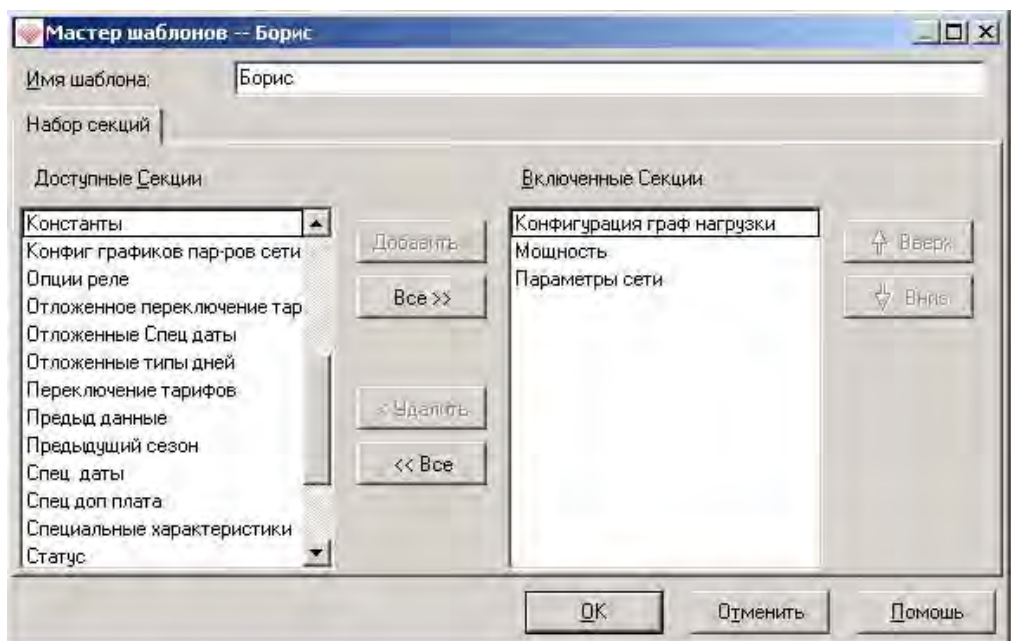 Мастер шаблонов -- Борис
Имя шаблона: Борис
Набор секций
Доступные Секции
Константы
Конфиг графиков пар-ров сети
Опции реле
Отложенное переключение тар
Отложенные Спец даты
Отложенные типы дней
Переключение тарифов
Предыд данные
Предыдущий сезон
Спец. даты
Спец доп плата
Специальные характеристики
Статус
Добавить
Все >>
< Удалить
<< Все
Включенные Секции
Конфигурация граф нагрузки
Мощность
Параметры сети
Вверх
Вниз
OK
Отменить
Помошь